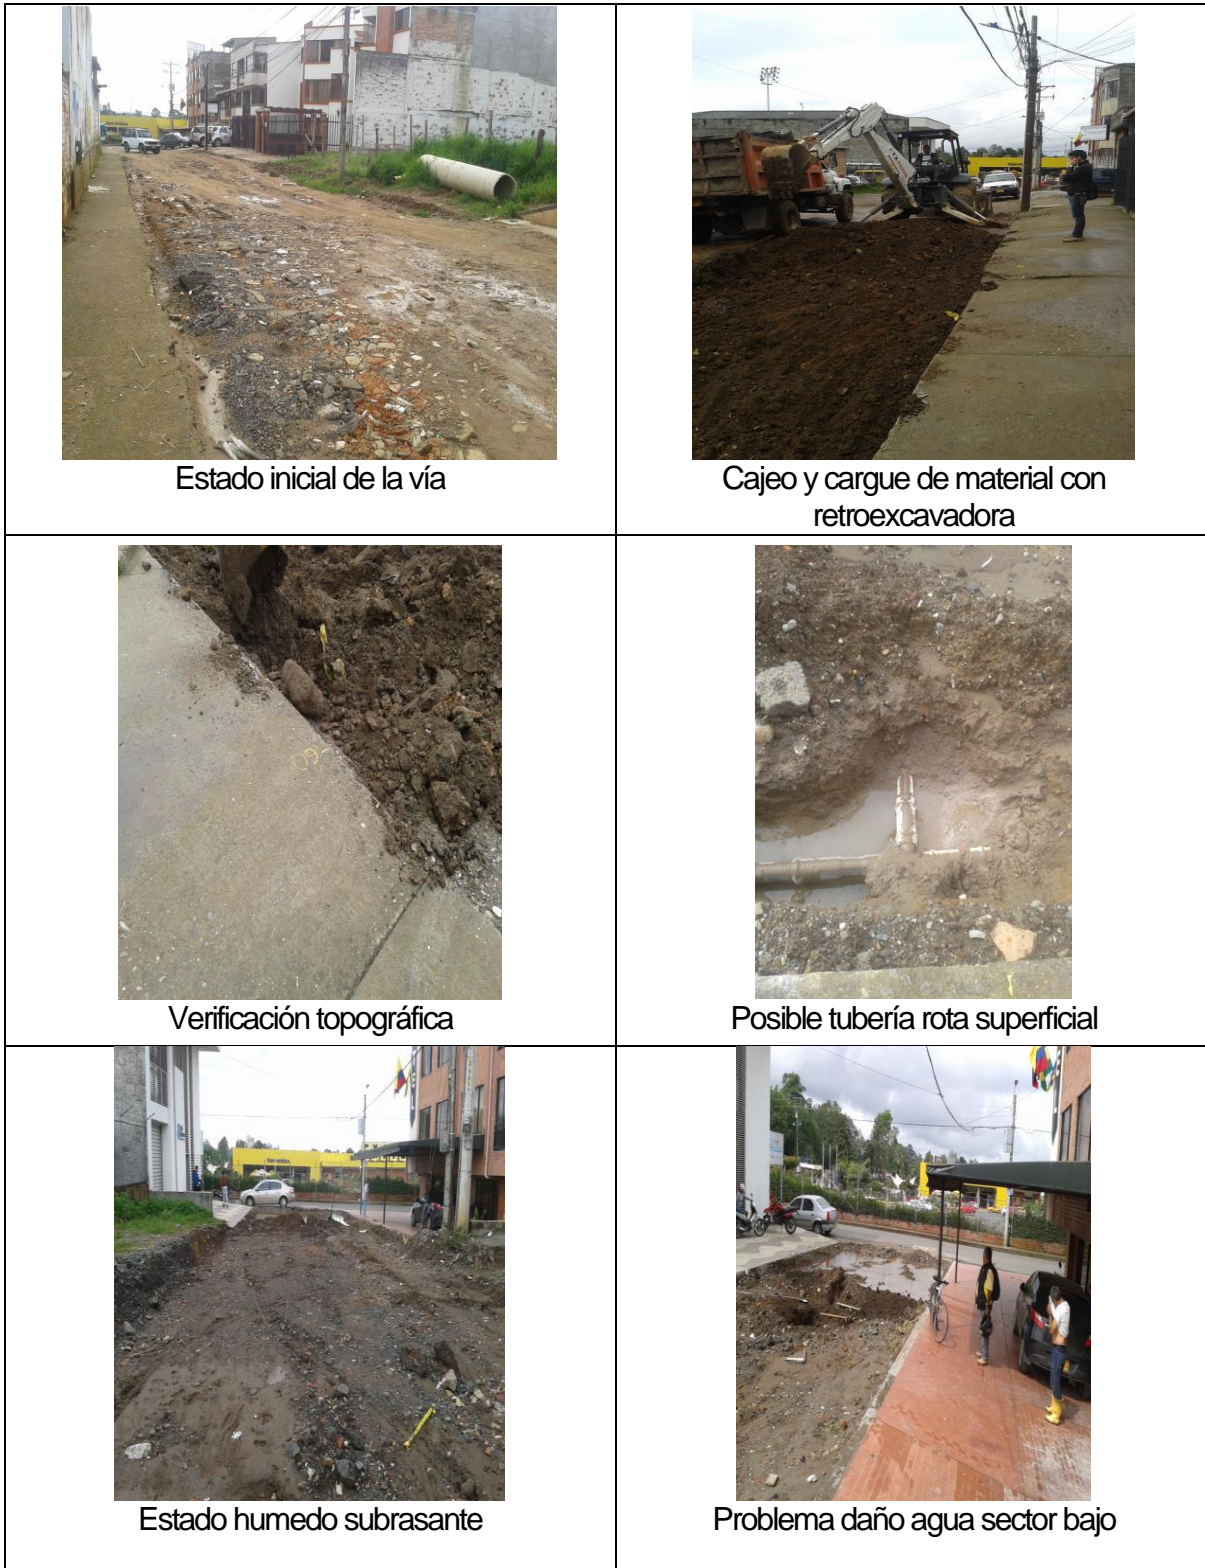 Estado inicial de la vía
Cajeo y cargue de material con
retroexcavadora
Verificación topográfica
Posible tubería rota superficial
Estado humedo subrasante
Problema daño agua sector bajo